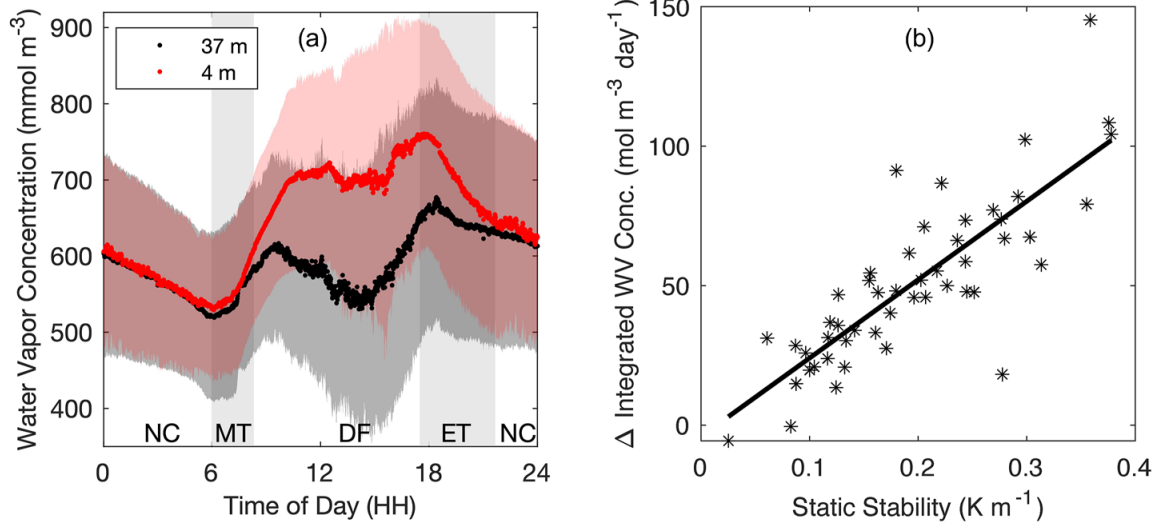 (a)
37 m
4 m
Water Vapor Concentration (mmol m⁻³)
900
800
700
600
500
400
NC MT DF ET NC
0 6 12 18 24
Time of Day (HH)
(b)
Δ Integrated WV Conc. (mol m⁻³ day⁻¹)
150
100
50
0
0 0.1 0.2 0.3 0.4
Static Stability (K m⁻¹)